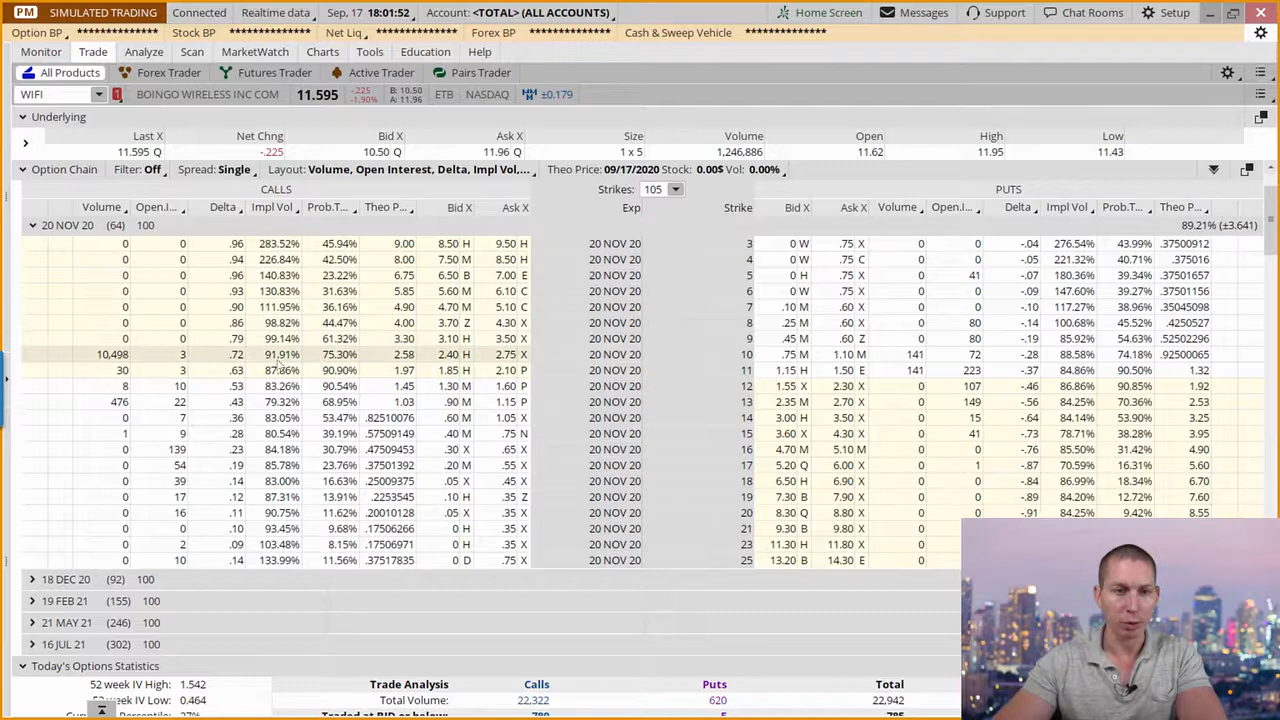 PM SIMULATED TRADING Connected Realtime data Sep, 17 18:01:52 Account: <TOTAL> (ALL ACCOUNTS) Home Screen Messages Support Chat Rooms Setup
Option BP ************** Stock BP ************** Net Liq ************** Forex BP ************** Cash & Sweep Vehicle **************
Monitor Trade Analyze Scan MarketWatch Charts Tools Education Help
All Products Forex Trader Futures Trader Active Trader Pairs Trader
WIFI 1 BOINGO WIRELESS INC COM 11.595 -.225 -1.90% B: 10.50 A: 11.96 ETB NASDAQ ±0.179
Underlying
Last X Net Chng Bid X Ask X Size Volume Open High Low
11.595 Q -.225 10.50 Q 11.96 Q 1 x 5 1,246,886 11.62 11.95 11.43
Option Chain Filter: Off Spread: Single Layout: Volume, Open Interest, Delta, Impl Vol,... Theo Price: 09/17/2020 Stock: 0.00$ Vol: 0.00%
CALLS Strikes: 105 PUTS
Volume Open.I... Delta Impl Vol Prob.T... Theo P... Bid X Ask X Exp Strike Bid X Ask X Volume Open.I... Delta Impl Vol Prob.T... Theo P...
20 NOV 20 (64) 100 89.21% (±3.641)
0 0 .96 283.52% 45.94% 9.00 8.50 H 9.50 H 20 NOV 20 3 0 W .75 X 0 0 -.04 276.54% 43.99% .37500912
0 0 .94 226.84% 42.50% 8.00 7.50 M 8.50 H 20 NOV 20 4 0 W .75 C 0 0 -.05 221.32% 40.71% .375016
0 0 .96 140.83% 23.22% 6.75 6.50 B 7.00 E 20 NOV 20 5 0 H .75 X 0 41 -.07 180.36% 39.34% .37501657
0 0 .93 130.83% 31.63% 5.85 5.60 M 6.10 C 20 NOV 20 6 0 W .75 X 0 0 -.09 147.60% 39.27% .37501156
0 0 .90 111.95% 36.16% 4.90 4.70 M 5.10 C 20 NOV 20 7 .10 M .60 X 0 0 -.10 117.27% 38.96% .35045098
0 0 .86 98.82% 44.47% 4.00 3.70 Z 4.30 X 20 NOV 20 8 .25 M .60 X 0 80 -.14 100.68% 45.52% .4250527
0 0 .79 99.14% 61.32% 3.30 3.10 H 3.50 X 20 NOV 20 9 .45 M .60 Z 0 80 -.19 85.92% 54.63% .52502296
10,498 3 .72 91.91% 75.30% 2.58 2.40 H 2.75 X 20 NOV 20 10 .75 M 1.10 M 141 72 -.28 88.58% 74.18% .92500065
30 3 .63 90.90% 1.97 1.85 H 2.10 P 20 NOV 20 11 1.15 H 1.50 E 141 223 -.37 84.86% 90.85% 1.32
8 10 .53 83.26% 90.54% 1.45 1.30 M 1.60 P 20 NOV 20 12 1.55 X 2.30 X 0 107 -.46 86.86% 90.85% 1.92
476 22 .43 79.32% 68.95% 1.03 .90 M 1.15 P 20 NOV 20 13 2.35 M 2.70 X 0 149 -.56 84.25% 70.36% 2.53
0 7 .36 83.05% 53.47% .82510076 .60 M 1.05 X 20 NOV 20 14 3.00 H 3.50 X 0 15 -.64 84.14% 53.90% 3.25
1 9 .28 80.54% 39.19% .57509149 .40 M .75 N 20 NOV 20 15 3.60 X 4.30 X 0 41 -.73 78.71% 38.28% 3.95
0 139 .23 84.18% 30.79% .47509453 .30 X .65 X 20 NOV 20 16 4.70 M 5.10 M 0 0 -.76 85.50% 31.42% 4.90
0 54 .19 85.78% 23.76% .37501392 .20 M .55 X 20 NOV 20 17 5.20 Q 6.00 X 0 1 -.87 70.59% 16.31% 5.60
0 39 .14 83.00% 16.63% .25009375 .05 X .45 X 20 NOV 20 18 6.50 H 6.90 X 0 0 -.84 86.99% 18.34% 6.70
0 17 .12 87.31% 13.91% .2253545 .10 H .35 Z 20 NOV 20 19 7.30 B 7.90 X 0 0 -.89 84.20% 12.72% 7.60
0 16 .11 90.75% 11.62% .20010128 .05 X .35 X 20 NOV 20 20 8.30 Q 8.80 X 0 0 -.91 84.25% 9.42% 8.55
0 0 .10 93.45% 9.68% .17506266 0 H .35 X 20 NOV 20 21 9.30 B 9.80 X 0
0 2 .09 103.48% 8.15% .17506971 0 H .35 X 20 NOV 20 23 11.30 H 11.80 X 0
0 10 .14 133.99% 11.56% .37517835 0 D .75 X 20 NOV 20 25 13.20 B 14.30 E 0
18 DEC 20 (92) 100
19 FEB 21 (155) 100
21 MAY 21 (246) 100
16 JUL 21 (302) 100
Today's Options Statistics
52 week IV High: 1.542 Trade Analysis Calls Puts Total
52 week IV Low: 0.464 Total Volume 22,322 620 22,942
Traded at BID or below: 780 5 785